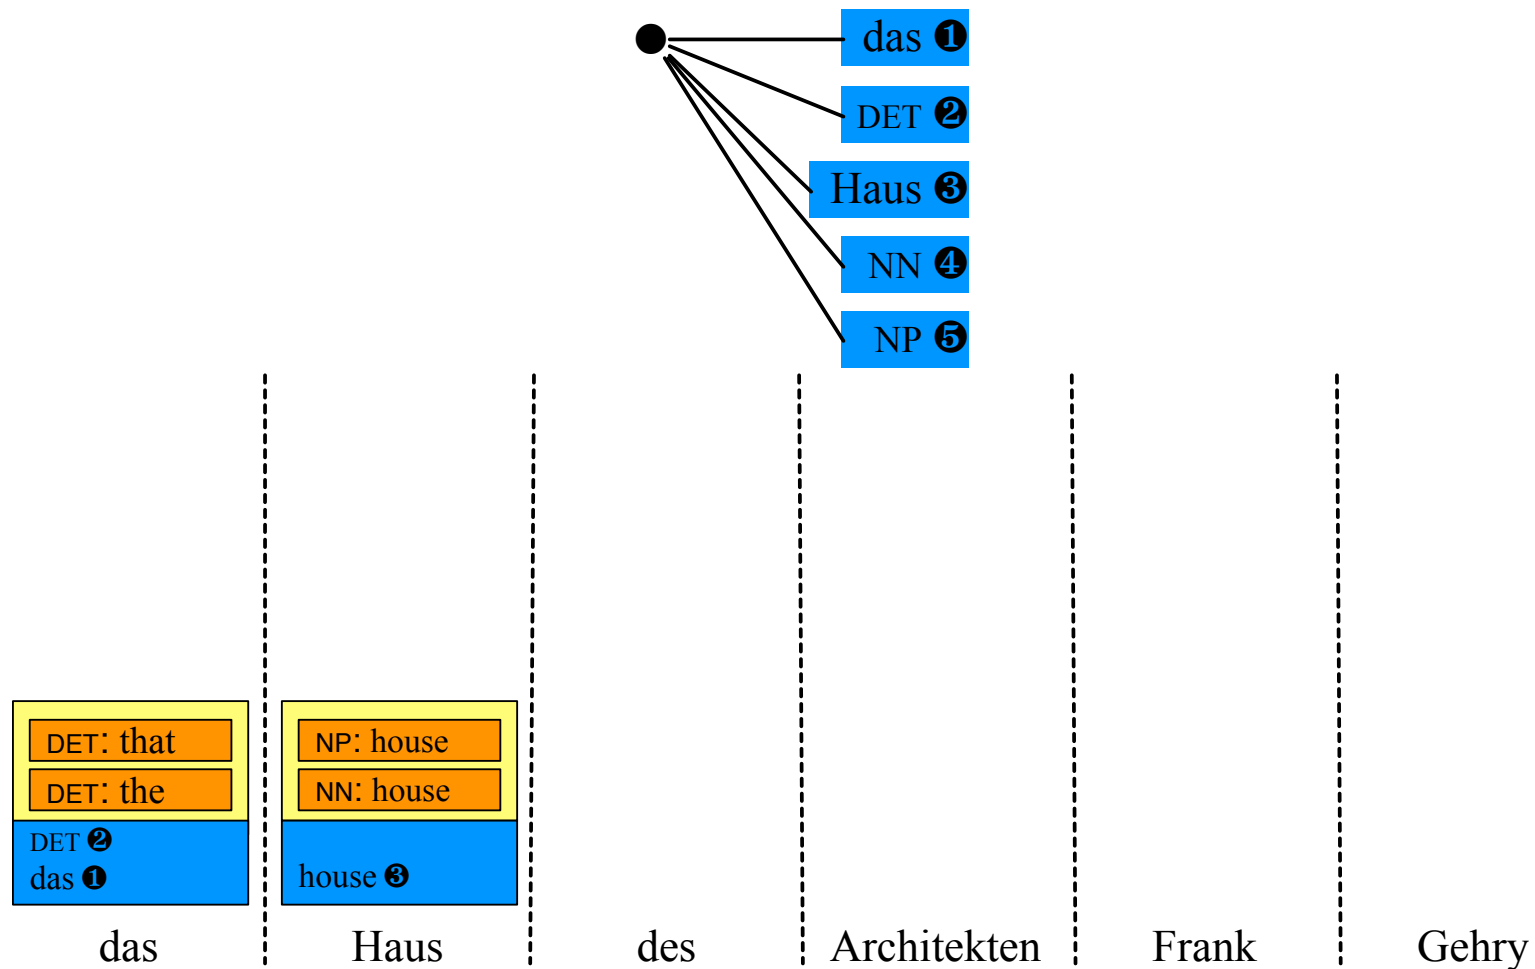 das ❶
DET ❷
Haus ❸
NN ❹
NP ❺
DET: that
DET: the
DET ❷
das ❶
NP: house
NN: house
house ❸
das Haus des Architekten Frank Gehry